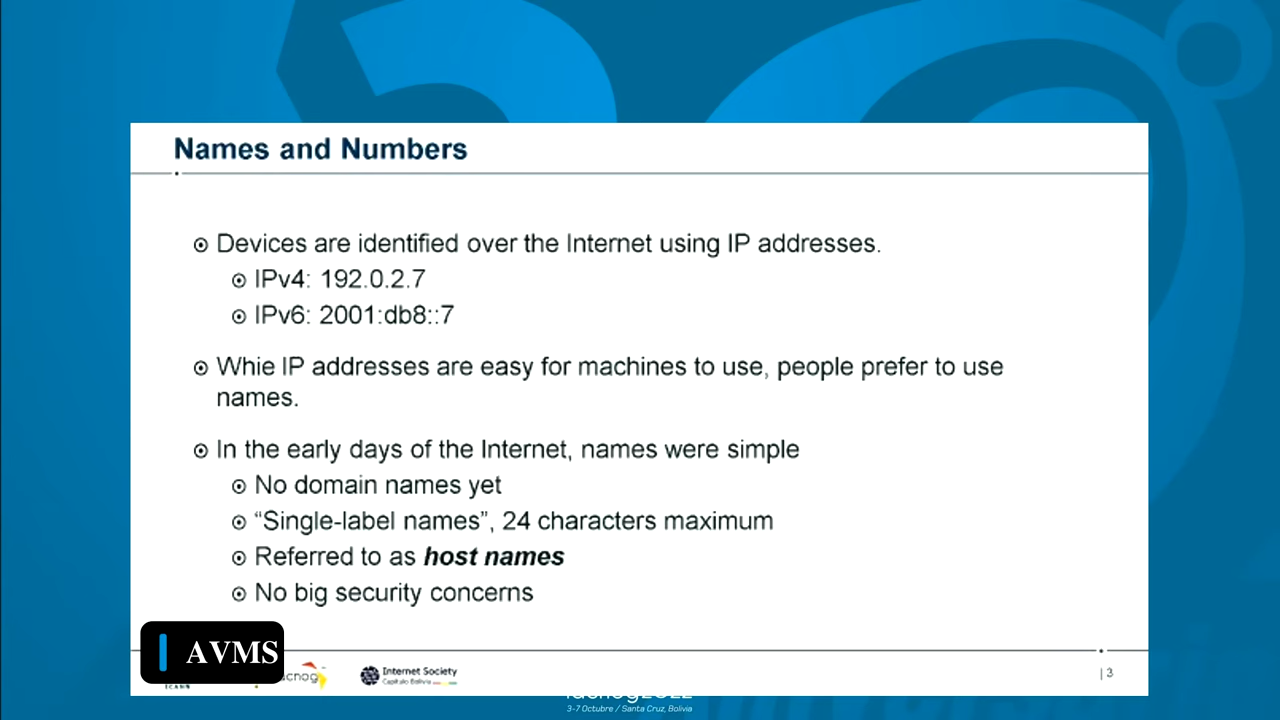 Names and Numbers
Devices are identified over the Internet using IP addresses.
IPv4: 192.0.2.7
IPv6: 2001:db8::7
Whie IP addresses are easy for machines to use, people prefer to use
names.
In the early days of the Internet, names were simple
No domain names yet
“Single-label names”, 24 characters maximum
Referred to as host names
No big security concerns
AVMS
ICANN
Internet Society
Capítulo Bolivia
| 3
3-7 Octubre / Santa Cruz, Bolivia